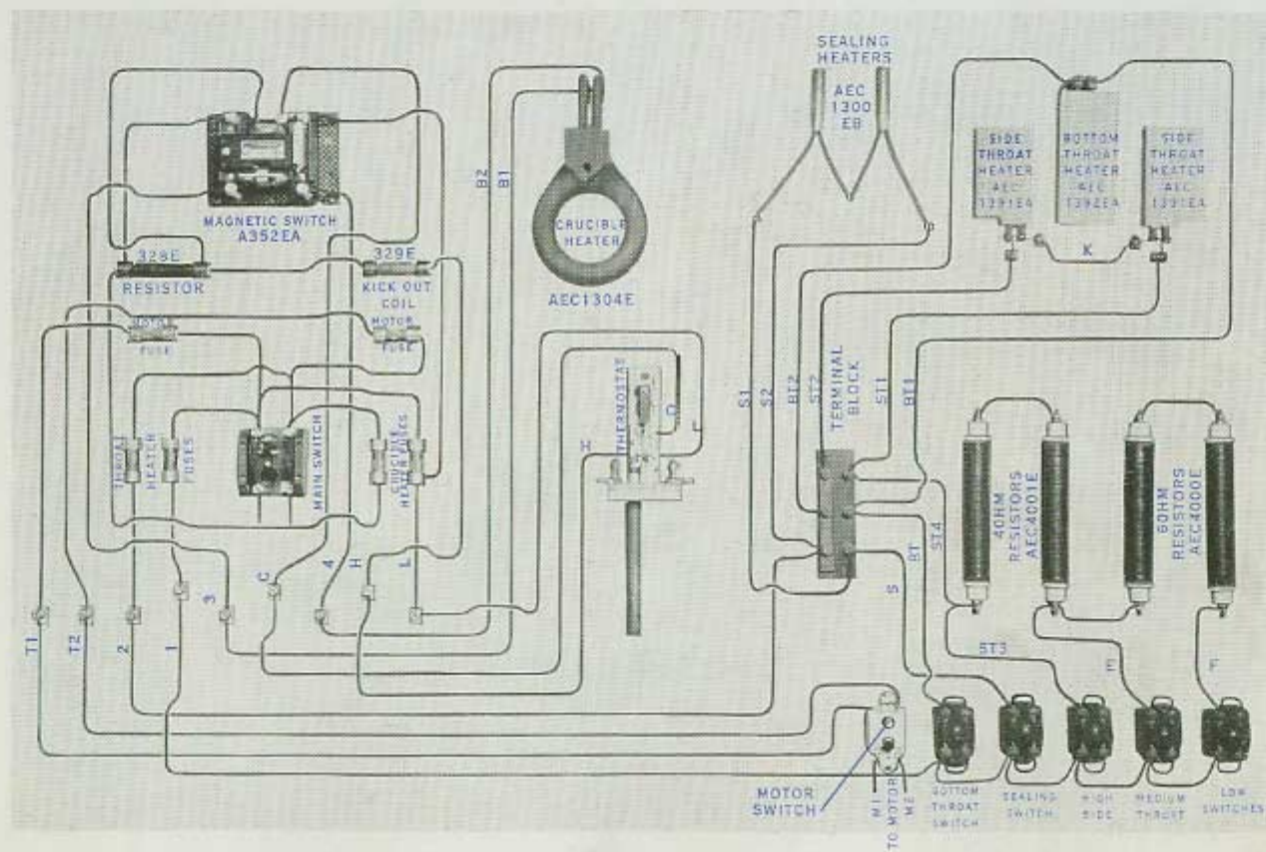 SEALING
HEATERS
AEC
1300
EB
SIDE
THROAT
HEATER
AEC
1391EA
BOTTOM
THROAT
HEATER
AEC
1392EA
SIDE
THROAT
HEATER
AEC
1391EA
K
MAGNETIC SWITCH
A352EA
B2
B1
CRUCIBLE
HEATER
AEC1304E
328E
RESISTOR
329E
KICK OUT
COIL
MOTOR
FUSE
MOTOR
FUSE
THROAT
HEATER
FUSES
MAIN SWITCH
CRUCIBLE
HEATER FUSES
THERMOSTAT
H
C
L
S1
S2
BT2
ST2
TERMINAL
BLOCK
ST1
BT1
40HM
RESISTORS
AEC4001E
60HM
RESISTORS
AEC4000E
T1
T2
2
1
3
C
4
H
L
S
BT
ST4
ST3
E
F
MOTOR
SWITCH
M1
TO MOTOR
M2
BOTTOM
THROAT
SWITCH
SEALING
SWITCH
HIGH
SIDE
MEDIUM
THROAT
LOW
SWITCHES